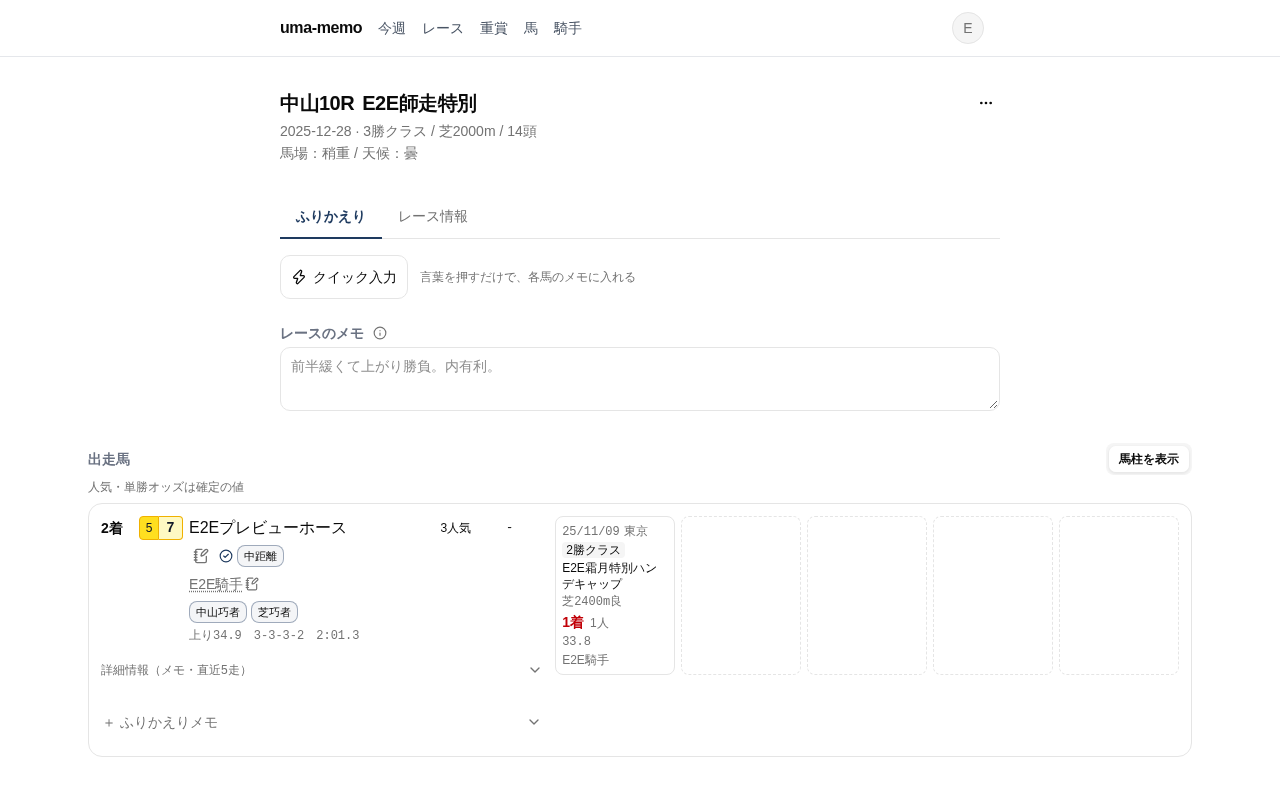 uma-memo 今週 レース 重賞 馬 騎手 E
中山10R E2E師走特別
2025-12-28 · 3勝クラス / 芝2000m / 14頭
馬場：稍重 / 天候：曇
ふりかえり レース情報
クイック入力 言葉を押すだけで、各馬のメモに入れる
レースのメモ
前半緩くて上がり勝負。内有利。
出走馬 馬柱を表示
人気・単勝オッズは確定の値
2着 5 7 E2Eプレビューホース 3人気 -
中距離
E2E騎手
中山巧者 芝巧者
上り34.9 3-3-3-2 2:01.3
詳細情報（メモ・直近5走）
＋ ふりかえりメモ
25/11/09 東京
2勝クラス
E2E霜月特別ハン
デキャップ
芝2400m良
1着 1人
33.8
E2E騎手